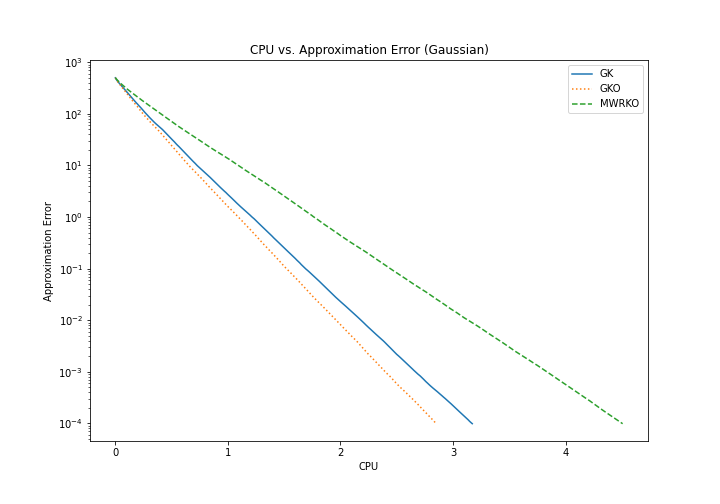 CPU vs. Approximation Error (Gaussian)
GK
GKO
MWRKO
Approximation Error
10³
10²
10¹
10⁰
10⁻¹
10⁻²
10⁻³
10⁻⁴
0 1 2 3 4
CPU